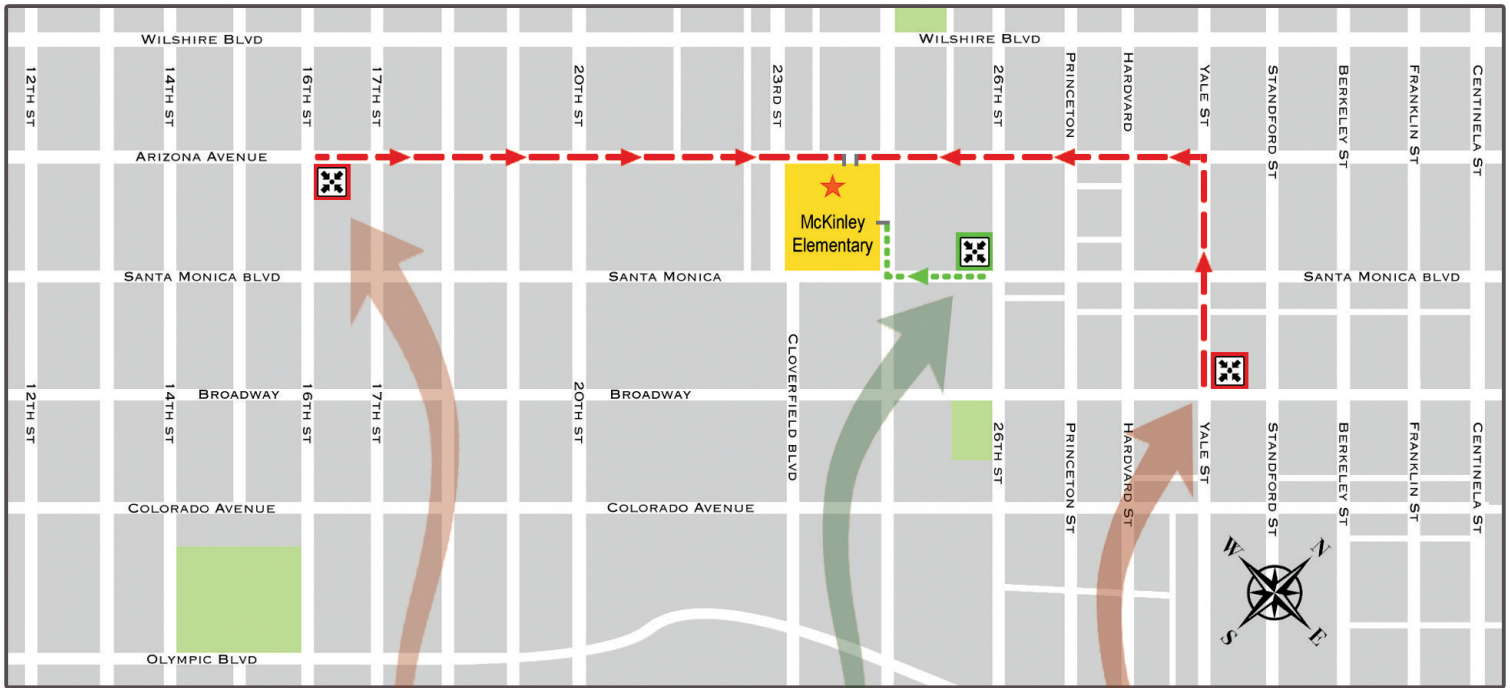 WILSHIRE BLVD
WILSHIRE BLVD
12TH ST
14TH ST
16TH ST
17TH ST
20TH ST
23RD ST
26TH ST
PRINCETON
HARDVARD
YALE ST
STANDFORD ST
BERKELEY ST
FRANKLIN ST
CENTINELA ST
ARIZONA AVENUE
McKinley
Elementary
SANTA MONICA BLVD
SANTA MONICA
SANTA MONICA BLVD
CLOVERFIELD BLVD
BROADWAY
BROADWAY
12TH ST
14TH ST
16TH ST
17TH ST
20TH ST
26TH ST
PRINCETON ST
HARDVARD ST
YALE ST
STANDFORD ST
BERKELEY ST
FRANKLIN ST
CENTINELA ST
COLORADO AVENUE
COLORADO AVENUE
W
N
S
E
OLYMPIC BLVD